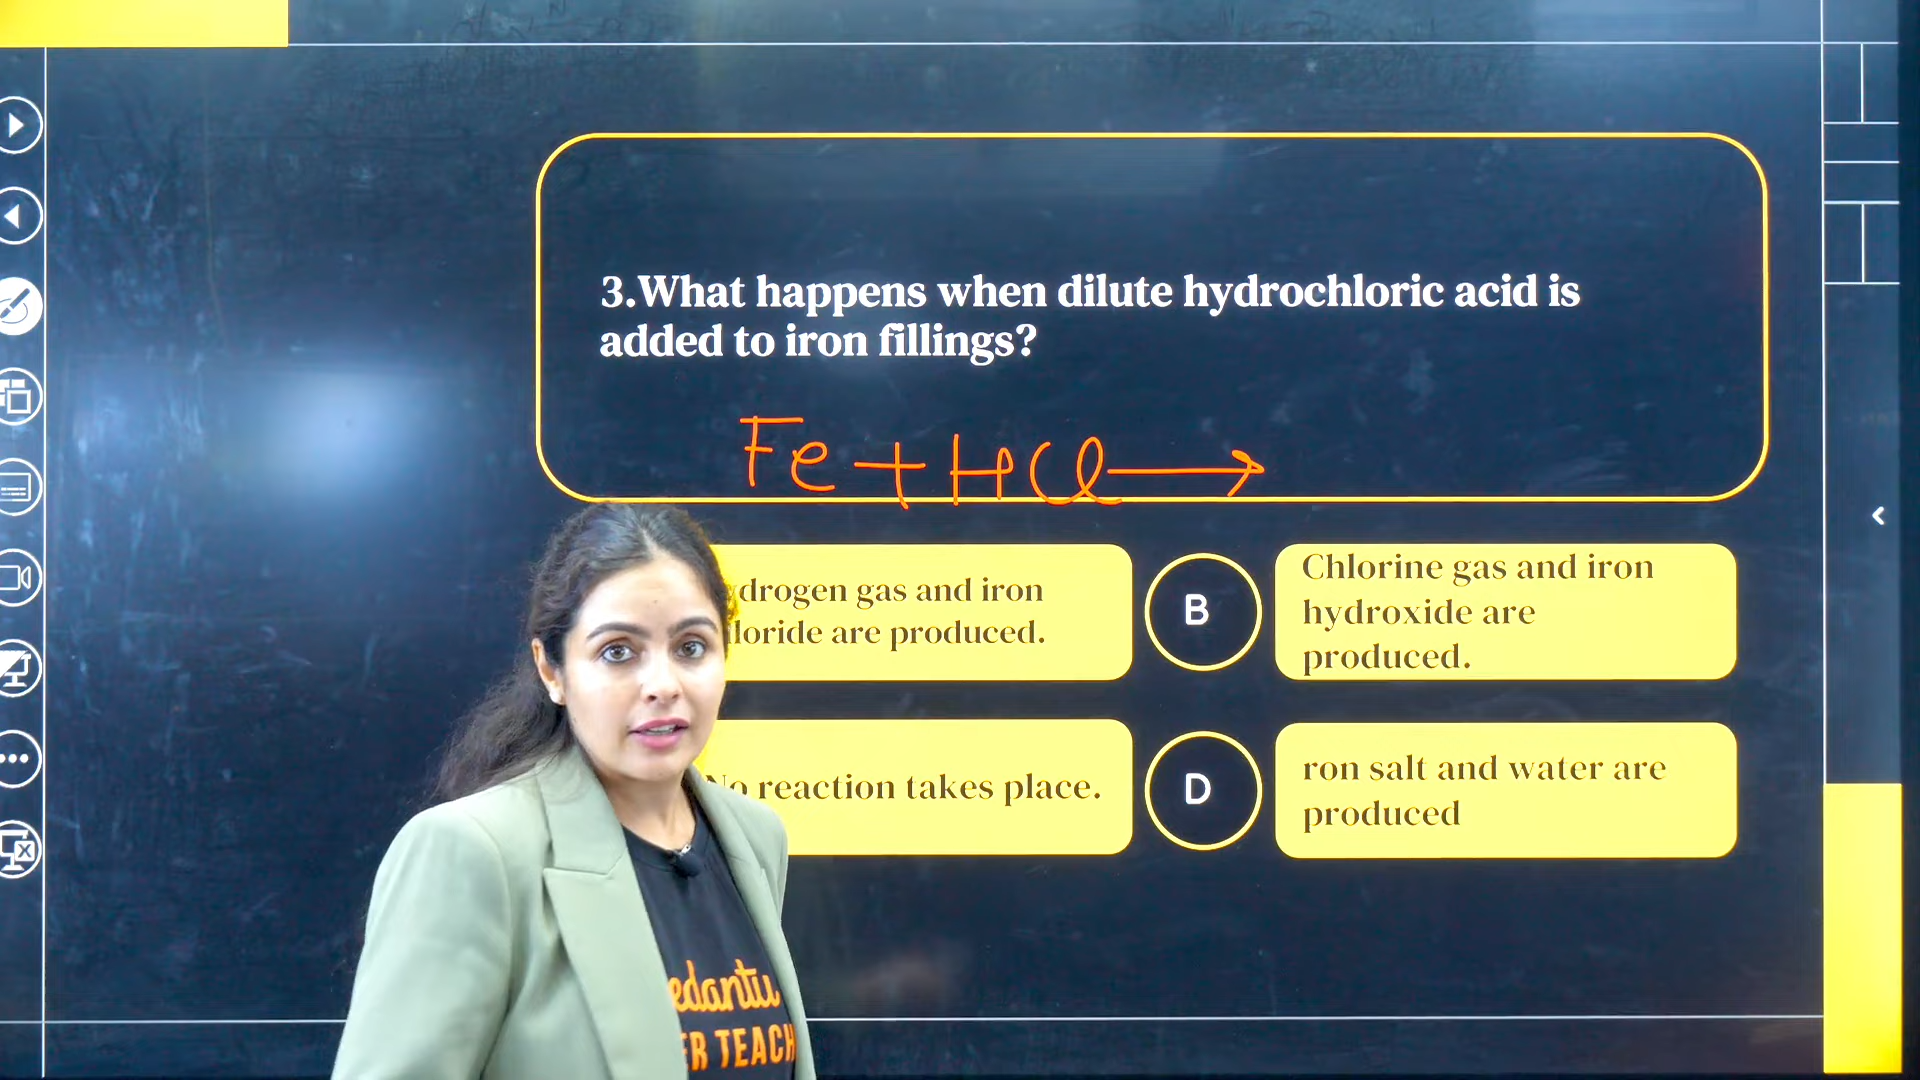 3.What happens when dilute hydrochloric acid is
added to iron fillings?
Fe + HCl →
drogen gas and iron
loride are produced.
B
Chlorine gas and iron
hydroxide are
produced.
No reaction takes place.
D
ron salt and water are
produced
edantu
ER TEACH